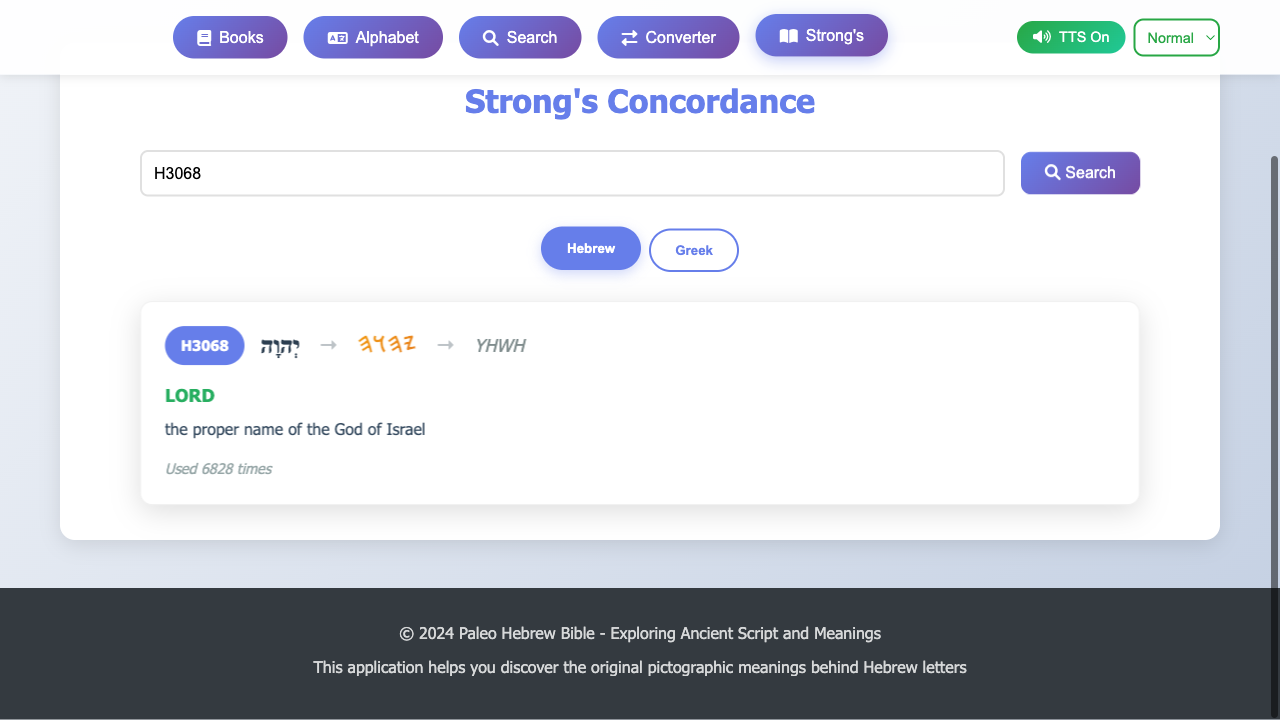 Books Alphabet Search Converter Strong's TTS On Normal
Strong's Concordance
H3068 Search
Hebrew Greek
H3068 יְהוָה → 𐤉𐤄𐤅𐤄 → YHWH
LORD
the proper name of the God of Israel
Used 6828 times
© 2024 Paleo Hebrew Bible - Exploring Ancient Script and Meanings
This application helps you discover the original pictographic meanings behind Hebrew letters